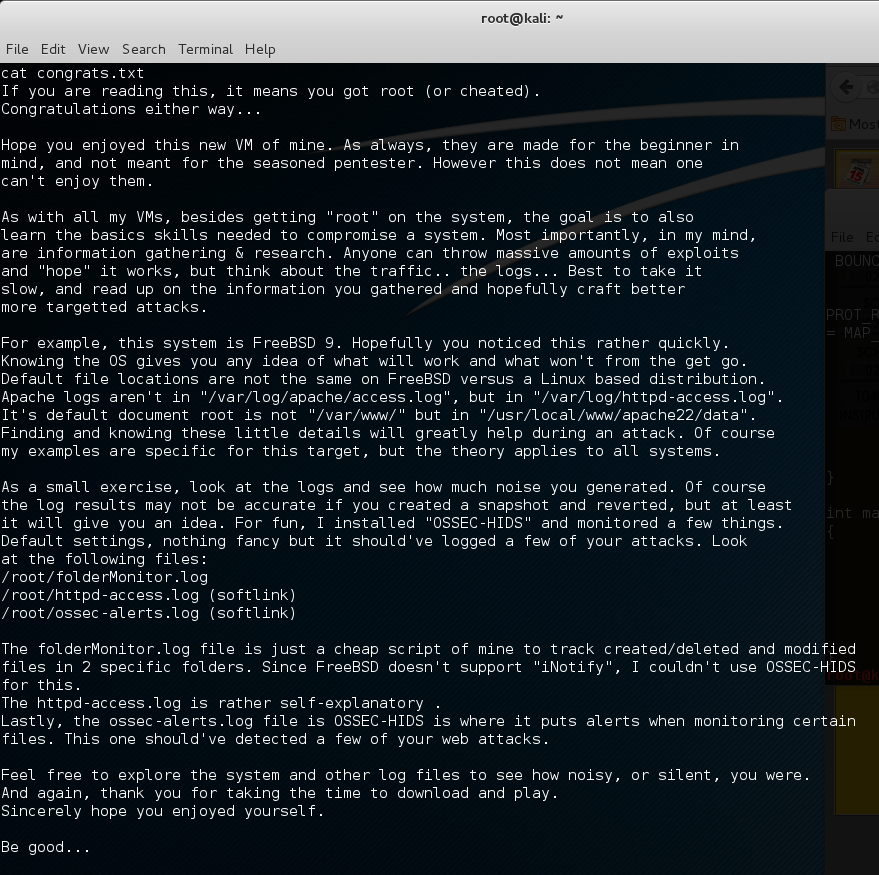 root@kali: ~
File Edit View Search Terminal Help
cat congrats.txt
If you are reading this, it means you got root (or cheated).
Congratulations either way...
Hope you enjoyed this new VM of mine. As always, they are made for the beginner in
mind, and not meant for the seasoned pentester. However this does not mean one
can't enjoy them.
As with all my VMs, besides getting "root" on the system, the goal is to also
learn the basics skills needed to compromise a system. Most importantly, in my mind,
are information gathering & research. Anyone can throw massive amounts of exploits
and "hope" it works, but think about the traffic.. the logs... Best to take it
slow, and read up on the information you gathered and hopefully craft better
more targetted attacks.
For example, this system is FreeBSD 9. Hopefully you noticed this rather quickly.
Knowing the OS gives you any idea of what will work and what won't from the get go.
Default file locations are not the same on FreeBSD versus a Linux based distribution.
Apache logs aren't in "/var/log/apache/access.log", but in "/var/log/httpd-access.log".
It's default document root is not "/var/www/" but in "/usr/local/www/apache22/data".
Finding and knowing these little details will greatly help during an attack. Of course
my examples are specific for this target, but the theory applies to all systems.
As a small exercise, look at the logs and see how much noise you generated. Of course
the log results may not be accurate if you created a snapshot and reverted, but at least
it will give you an idea. For fun, I installed "OSSEC-HIDS" and monitored a few things.
Default settings, nothing fancy but it should've logged a few of your attacks. Look
at the following files:
/root/folderMonitor.log
/root/httpd-access.log (softlink)
/root/ossec-alerts.log (softlink)
The folderMonitor.log file is just a cheap script of mine to track created/deleted and modified
files in 2 specific folders. Since FreeBSD doesn't support "iNotify", I couldn't use OSSEC-HIDS
for this.
The httpd-access.log is rather self-explanatory .
Lastly, the ossec-alerts.log file is OSSEC-HIDS is where it puts alerts when monitoring certain
files. This one should've detected a few of your web attacks.
Feel free to explore the system and other log files to see how noisy, or silent, you were.
And again, thank you for taking the time to download and play.
Sincerely hope you enjoyed yourself.
Be good...
Most
15
File Ed
BOUNC
PROT_R
= MAP_
}
int ma
{
root@k